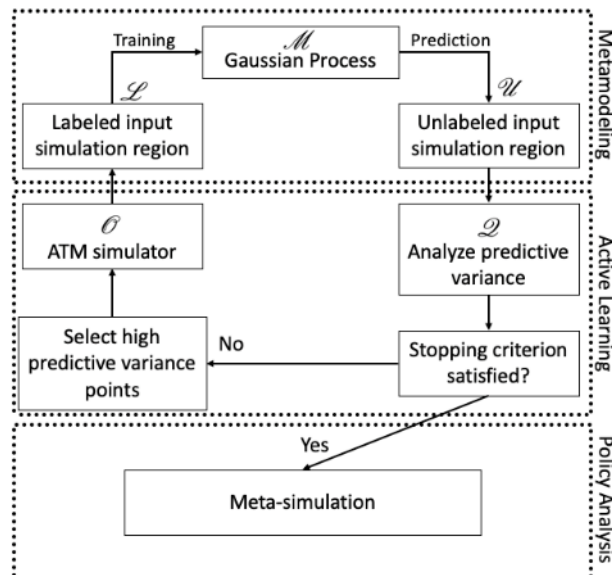 Training
ℳ
Gaussian Process
Prediction
ℒ
Labeled input
simulation region
𝒰
Unlabeled input
simulation region
Metamodeling
𝒪
ATM simulator
𝒬
Analyze predictive
variance
Select high
predictive variance
points
No
Stopping criterion
satisfied?
Active Learning
Yes
Meta-simulation
Policy Analysis